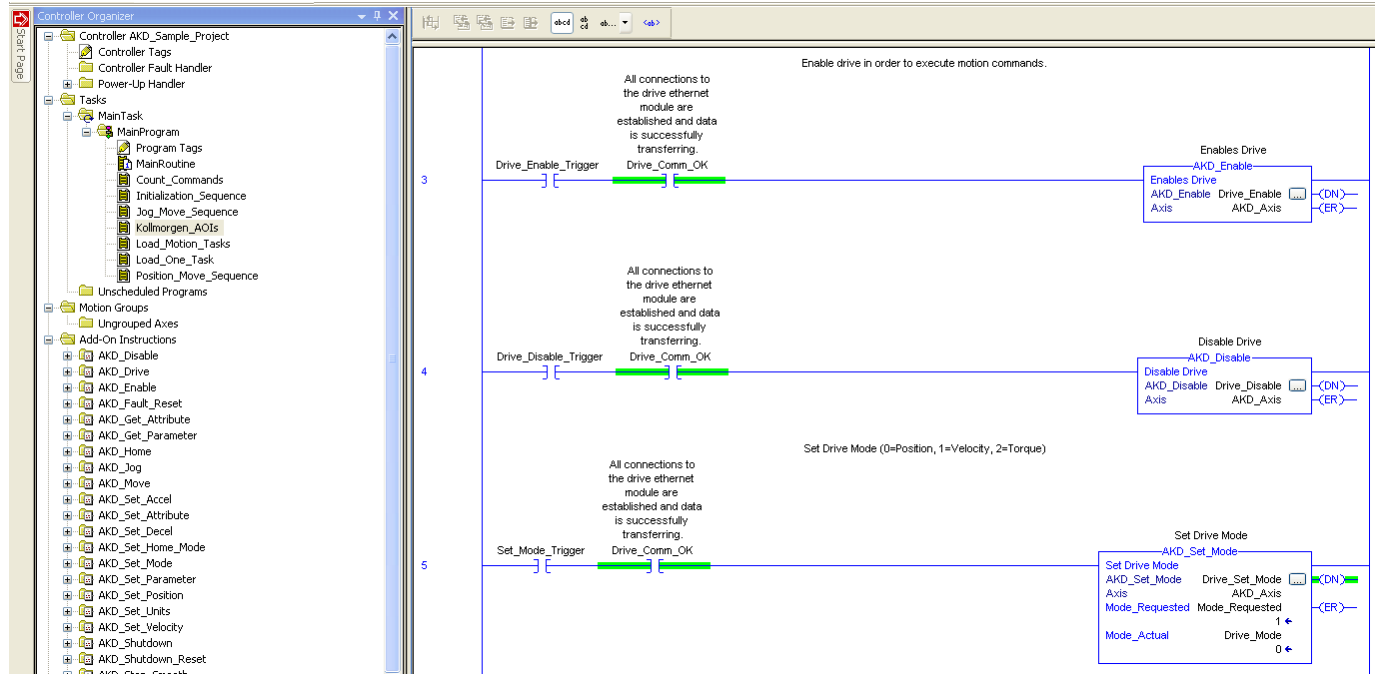 Start Page
Controller Organizer
Controller AKD_Sample_Project
Controller Tags
Controller Fault Handler
Power-Up Handler
Tasks
MainTask
MainProgram
Program Tags
MainRoutine
Count_Commands
Initialization_Sequence
Jog_Move_Sequence
Kollmorgen_AOIs
Load_Motion_Tasks
Load_One_Task
Position_Move_Sequence
Unscheduled Programs
Motion Groups
Ungrouped Axes
Add-On Instructions
AKD_Disable
AKD_Drive
AKD_Enable
AKD_Fault_Reset
AKD_Get_Attribute
AKD_Get_Parameter
AKD_Home
AKD_Jog
AKD_Move
AKD_Set_Accel
AKD_Set_Attribute
AKD_Set_Decel
AKD_Set_Home_Mode
AKD_Set_Mode
AKD_Set_Parameter
AKD_Set_Position
AKD_Set_Units
AKD_Set_Velocity
AKD_Shutdown
AKD_Shutdown_Reset
abcd
ab
cd
ab...
<ab>
Enable drive in order to execute motion commands.
All connections to
the drive ethernet
module are
established and data
is successfully
transferring.
Drive_Enable_Trigger Drive_Comm_OK
3
Enables Drive
AKD_Enable
Enables Drive
AKD_Enable Drive_Enable ... (DN)
Axis AKD_Axis (ER)
All connections to
the drive ethernet
module are
established and data
is successfully
transferring.
Drive_Disable_Trigger Drive_Comm_OK
4
Disable Drive
AKD_Disable
Disable Drive
AKD_Disable Drive_Disable ... (DN)
Axis AKD_Axis (ER)
Set Drive Mode (0=Position, 1=Velocity, 2=Torque)
All connections to
the drive ethernet
module are
established and data
is successfully
transferring.
Set_Mode_Trigger Drive_Comm_OK
5
Set Drive Mode
AKD_Set_Mode
Set Drive Mode
AKD_Set_Mode Drive_Set_Mode ... (DN)
Axis AKD_Axis
Mode_Requested Mode_Requested (ER)
1
Mode_Actual Drive_Mode
0